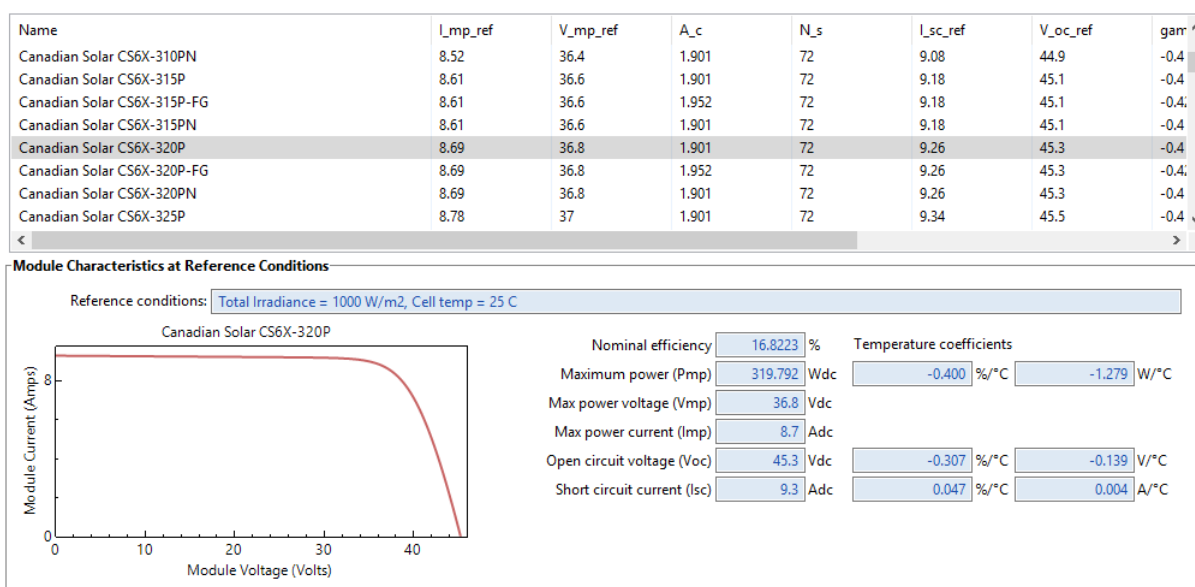 Name I_mp_ref V_mp_ref A_c N_s I_sc_ref V_oc_ref
Canadian Solar CS6X-310PN 8.52 36.4 1.901 72 9.08 44.9 -0.4
Canadian Solar CS6X-315P 8.61 36.6 1.901 72 9.18 45.1 -0.4
Canadian Solar CS6X-315P-FG 8.61 36.6 1.952 72 9.18 45.1
Canadian Solar CS6X-315PN 8.61 36.6 1.901 72 9.18 45.1 -0.4
Canadian Solar CS6X-320P 8.69 36.8 1.901 72 9.26 45.3 -0.4
Canadian Solar CS6X-320P-FG 8.69 36.8 1.952 72 9.26 45.3
Canadian Solar CS6X-320PN 8.69 36.8 1.901 72 9.26 45.3 -0.4
Canadian Solar CS6X-325P 8.78 37 1.901 72 9.34 45.5 -0.4
Module Characteristics at Reference Conditions
Reference conditions: Total Irradiance = 1000 W/m2, Cell temp = 25 C
Canadian Solar CS6X-320P
Module Current (Amps)
8
0
0 10 20 30 40
Module Voltage (Volts)
Nominal efficiency 16.8223 % Temperature coefficients
Maximum power (Pmp) 319.792 Wdc -0.400 %/°C -1.279 W/°C
Max power voltage (Vmp) 36.8 Vdc
Max power current (Imp) 8.7 Adc
Open circuit voltage (Voc) 45.3 Vdc -0.307 %/°C -0.139 V/°C
Short circuit current (Isc) 9.3 Adc 0.047 %/°C 0.004 A/°C